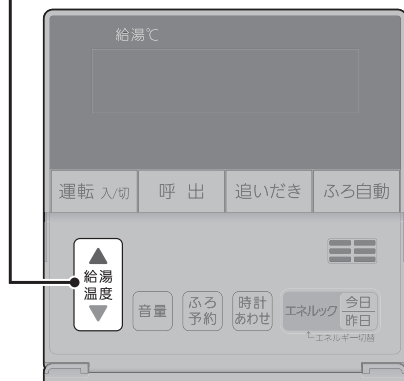 給湯℃
運転 入/切 呼出 追いだき ふろ自動
▲
給湯
温度
▼
音量
ふろ
予約
時計
あわせ
エネルック 今日
昨日
エネルギー切替